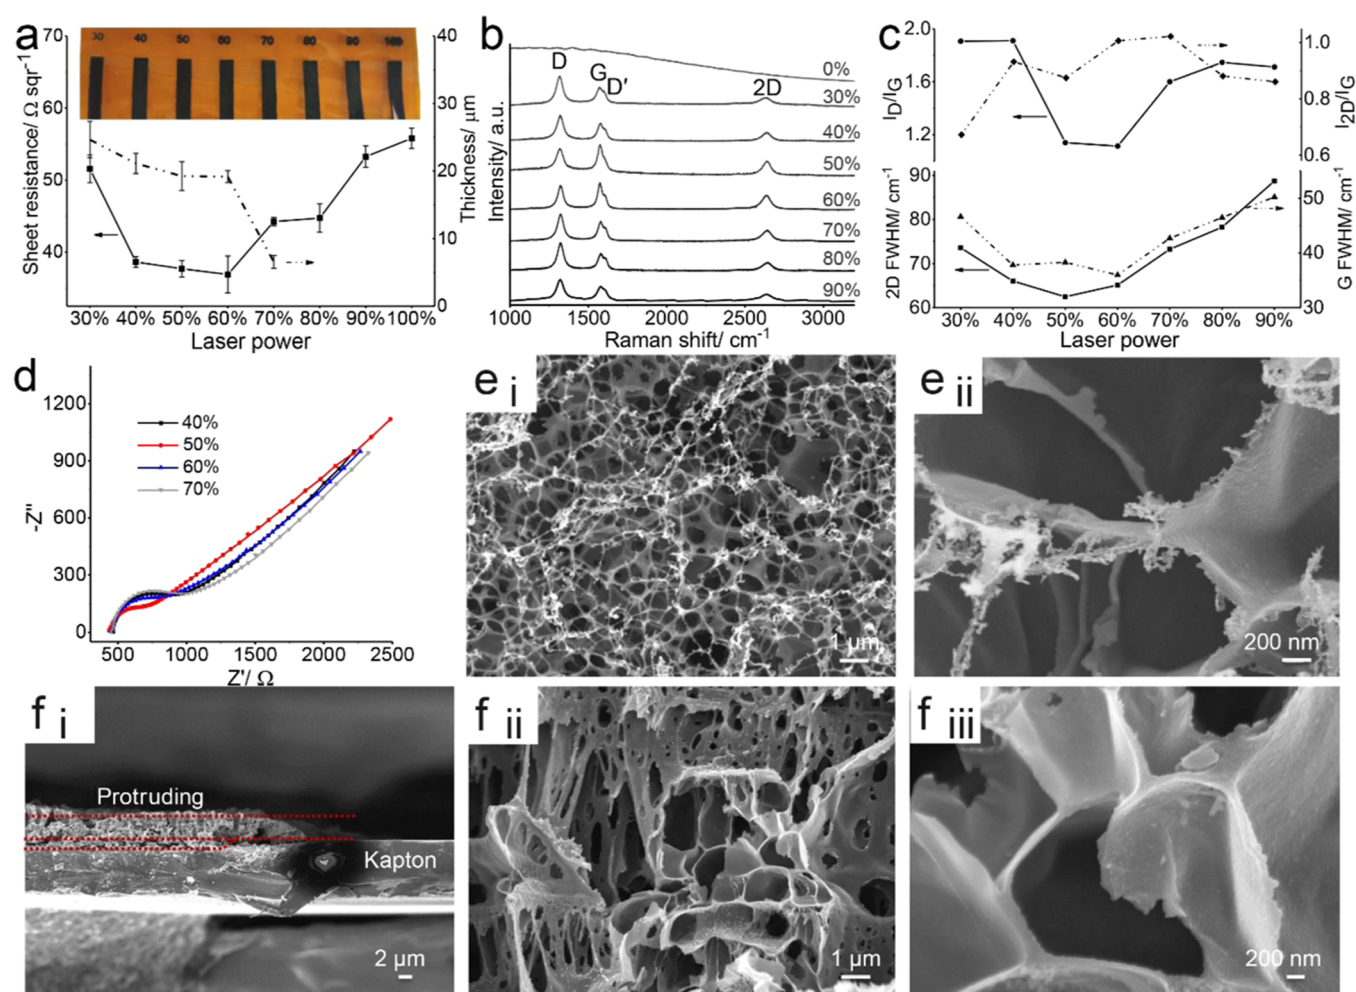 a
30 40 50 60 70 80 90 100
70
60
50
40
Sheet resistance/ Ω sqr⁻¹
40
30
20
10
0
Thickness/ μm
30% 40% 50% 60% 70% 80% 90% 100%
Laser power
b
D
G
D'
2D
0%
30%
40%
50%
60%
70%
80%
90%
Intensity/ a.u.
1000 1500 2000 2500 3000
Raman shift/ cm⁻¹
c
2.0
1.6
1.2
I_D/I_G
1.0
0.8
0.6
I_2D/I_G
90
80
70
60
2D FWHM/ cm⁻¹
50
40
30
G FWHM/ cm⁻¹
30% 40% 50% 60% 70% 80% 90%
Laser power
d
1200
900
600
300
0
-Z''
40%
50%
60%
70%
500 1000 1500 2000 2500
Z'/ Ω
e i
1 μm
e ii
200 nm
f i
Protruding
Kapton
2 μm
f ii
1 μm
f iii
200 nm